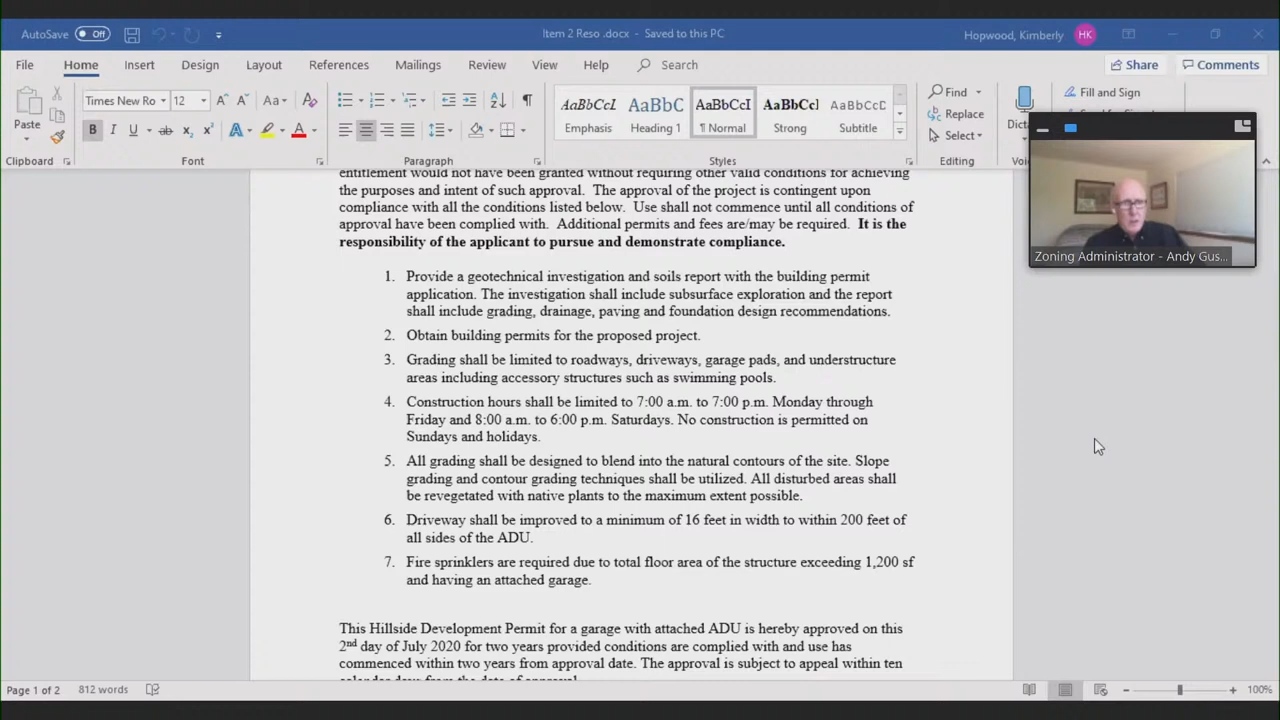 AutoSave Off Item 2 Reso .docx - Saved to this PC Hopwood, Kimberly HK
File Home Insert Design Layout References Mailings Review View Help Search Share Comments
Times New Ro 12 Aa
Paste
B I U ab x2 x2 A A
AaBbCcI AaBbC AaBbCcI AaBbCcI AaBbCcC
Emphasis Heading 1 ¶ Normal Strong Subtitle
Find
Replace
Select
Dicta
Fill and Sign
Clipboard Font Paragraph Styles Editing Voi
Zoning Administrator - Andy Gus...
entitlement would not have been granted without requiring other valid conditions for achieving
the purposes and intent of such approval. The approval of the project is contingent upon
compliance with all the conditions listed below. Use shall not commence until all conditions of
approval have been complied with. Additional permits and fees are/may be required. It is the
responsibility of the applicant to pursue and demonstrate compliance.
1. Provide a geotechnical investigation and soils report with the building permit
application. The investigation shall include subsurface exploration and the report
shall include grading, drainage, paving and foundation design recommendations.
2. Obtain building permits for the proposed project.
3. Grading shall be limited to roadways, driveways, garage pads, and understructure
areas including accessory structures such as swimming pools.
4. Construction hours shall be limited to 7:00 a.m. to 7:00 p.m. Monday through
Friday and 8:00 a.m. to 6:00 p.m. Saturdays. No construction is permitted on
Sundays and holidays.
5. All grading shall be designed to blend into the natural contours of the site. Slope
grading and contour grading techniques shall be utilized. All disturbed areas shall
be revegetated with native plants to the maximum extent possible.
6. Driveway shall be improved to a minimum of 16 feet in width to within 200 feet of
all sides of the ADU.
7. Fire sprinklers are required due to total floor area of the structure exceeding 1,200 sf
and having an attached garage.
This Hillside Development Permit for a garage with attached ADU is hereby approved on this
2nd day of July 2020 for two years provided conditions are complied with and use has
commenced within two years from approval date. The approval is subject to appeal within ten
calendar days from the date of approval.
Page 1 of 2 812 words 100%